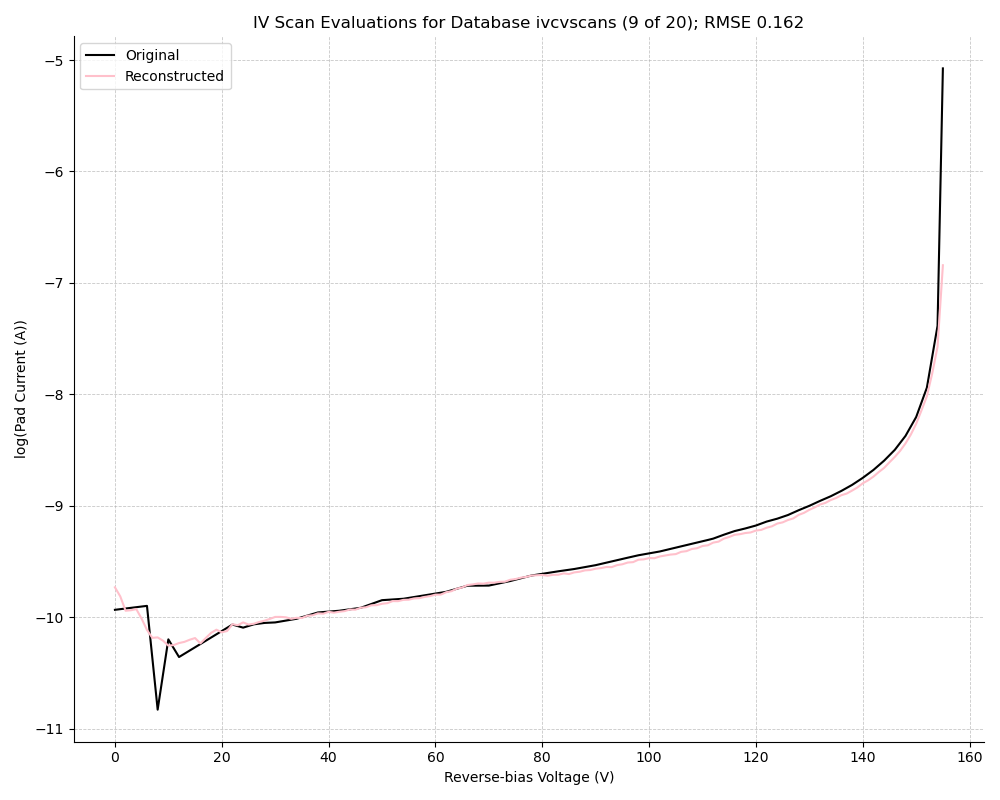 IV Scan Evaluations for Database ivcvscans (9 of 20); RMSE 0.162
Original
Reconstructed
−5
−6
−7
−8
−9
−10
−11
log(Pad Current (A))
0 20 40 60 80 100 120 140 160
Reverse-bias Voltage (V)